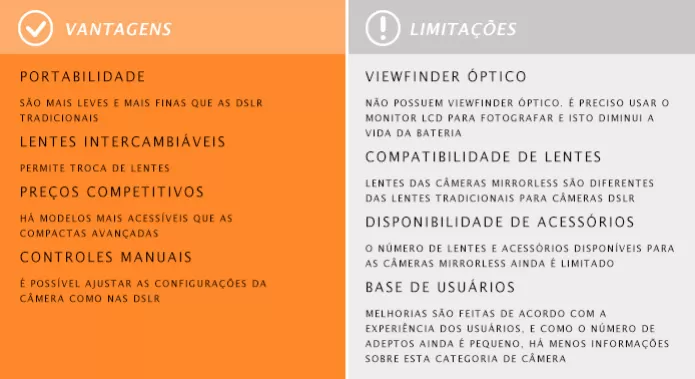 VANTAGENS
PORTABILIDADE
SÃO MAIS LEVES E MAIS FINAS QUE AS DSLR
TRADICIONAIS
LENTES INTERCAMBIÁVEIS
PERMITE TROCA DE LENTES
PREÇOS COMPETITIVOS
HÁ MODELOS MAIS ACESSÍVEIS QUE AS
COMPACTAS AVANÇADAS
CONTROLES MANUAIS
É POSSÍVEL AJUSTAR AS CONFIGURAÇÕES DA
CÂMERA COMO NAS DSLR
LIMITAÇÕES
VIEWFINDER ÓPTICO
NÃO POSSUEM VIEWFINDER ÓPTICO. É PRECISO USAR O
MONITOR LCD PARA FOTOGRAFAR E ISTO DIMINUI A
VIDA DA BATERIA
COMPATIBILIDADE DE LENTES
LENTES DAS CÂMERAS MIRRORLESS SÃO DIFERENTES
DAS LENTES TRADICIONAIS PARA CÂMERAS DSLR
DISPONIBILIDADE DE ACESSÓRIOS
O NÚMERO DE LENTES E ACESSÓRIOS DISPONÍVEIS PARA
AS CÂMERAS MIRRORLESS AINDA É LIMITADO
BASE DE USUÁRIOS
MELHORIAS SÃO FEITAS DE ACORDO COM A
EXPERIÊNCIA DOS USUÁRIOS, E COMO O NÚMERO DE
ADEPTOS AINDA É PEQUENO, HÁ MENOS INFORMAÇÕES
SOBRE ESTA CATEGORIA DE CÂMERA